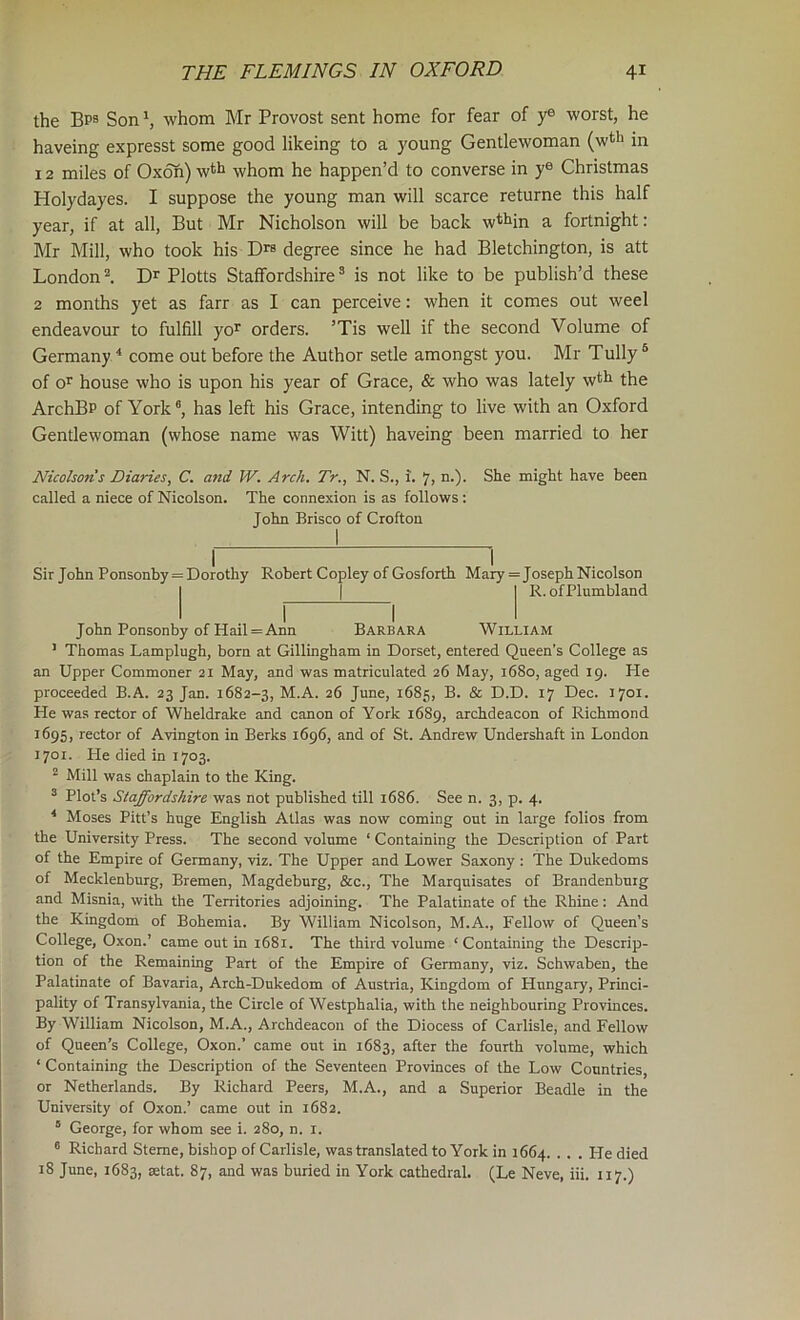 THE FLEMINGS IN OXFORD 41
the Bps Son¹, whom Mr Provost sent home for fear of yᵉ worst, he
haveing exprest some good likeing to a young Gentlewoman (wth in
12 miles of Oxon̄) wth whom he happen'd to converse in yᵉ Christmas
Holydayes. I suppose the young man will scarce returne this half
year, if at all, But Mr Nicholson will be back wthin a fortnight:
Mr Mill, who took his Drs degree since he had Bletchington, is att
London². Dr Plotts Staffordshire³ is not like to be publish'd these
2 months yet as farr as I can perceive: when it comes out weel
endeavour to fulfill yor orders. 'Tis well if the second Volume of
Germany⁴ come out before the Author setle amongst you. Mr Tully⁵
of or house who is upon his year of Grace, & who was lately wth the
ArchBp of York⁶, has left his Grace, intending to live with an Oxford
Gentlewoman (whose name was Witt) haveing been married to her
Nicolson's Diaries, C. and W. Arch. Tr., N. S., i. 7, n.). She might have been
called a niece of Nicolson. The connexion is as follows:
John Brisco of Crofton
Sir John Ponsonby = Dorothy Robert Copley of Gosforth Mary = Joseph Nicolson
R. of Plumbland
John Ponsonby of Hail = Ann BARBARA WILLIAM
¹ Thomas Lamplugh, born at Gillingham in Dorset, entered Queen's College as
an Upper Commoner 21 May, and was matriculated 26 May, 1680, aged 19. He
proceeded B.A. 23 Jan. 1682-3, M.A. 26 June, 1685, B. & D.D. 17 Dec. 1701.
He was rector of Wheldrake and canon of York 1689, archdeacon of Richmond
1695, rector of Avington in Berks 1696, and of St. Andrew Undershaft in London
1701. He died in 1703.
² Mill was chaplain to the King.
³ Plot's Staffordshire was not published till 1686. See n. 3, p. 4.
⁴ Moses Pitt's huge English Atlas was now coming out in large folios from
the University Press. The second volume 'Containing the Description of Part
of the Empire of Germany, viz. The Upper and Lower Saxony: The Dukedoms
of Mecklenburg, Bremen, Magdeburg, &c., The Marquisates of Brandenburg
and Misnia, with the Territories adjoining. The Palatinate of the Rhine: And
the Kingdom of Bohemia. By William Nicolson, M.A., Fellow of Queen's
College, Oxon.' came out in 1681. The third volume 'Containing the Descrip-
tion of the Remaining Part of the Empire of Germany, viz. Schwaben, the
Palatinate of Bavaria, Arch-Dukedom of Austria, Kingdom of Hungary, Princi-
pality of Transylvania, the Circle of Westphalia, with the neighbouring Provinces.
By William Nicolson, M.A., Archdeacon of the Diocess of Carlisle, and Fellow
of Queen's College, Oxon.' came out in 1683, after the fourth volume, which
'Containing the Description of the Seventeen Provinces of the Low Countries,
or Netherlands. By Richard Peers, M.A., and a Superior Beadle in the
University of Oxon.' came out in 1682.
⁵ George, for whom see i. 280, n. 1.
⁶ Richard Sterne, bishop of Carlisle, was translated to York in 1664. . . . He died
18 June, 1683, ætat. 87, and was buried in York cathedral. (Le Neve, iii. 117.)